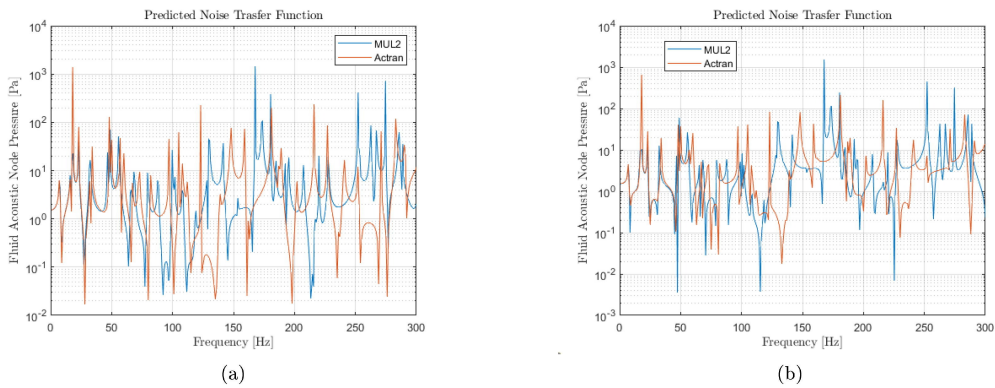 Predicted Noise Trasfer Function
10^4
10^3
10^2
10^1
10^0
10^-1
10^-2
Fluid Acoustic Node Pressure [Pa]
MUL2
Actran
0 50 100 150 200 250 300
Frequency [Hz]
(a)
Predicted Noise Trasfer Function
10^4
10^3
10^2
10^1
10^0
10^-1
10^-2
10^-3
Fluid Acoustic Node Pressure [Pa]
MUL2
Actran
0 50 100 150 200 250 300
Frequency [Hz]
(b)